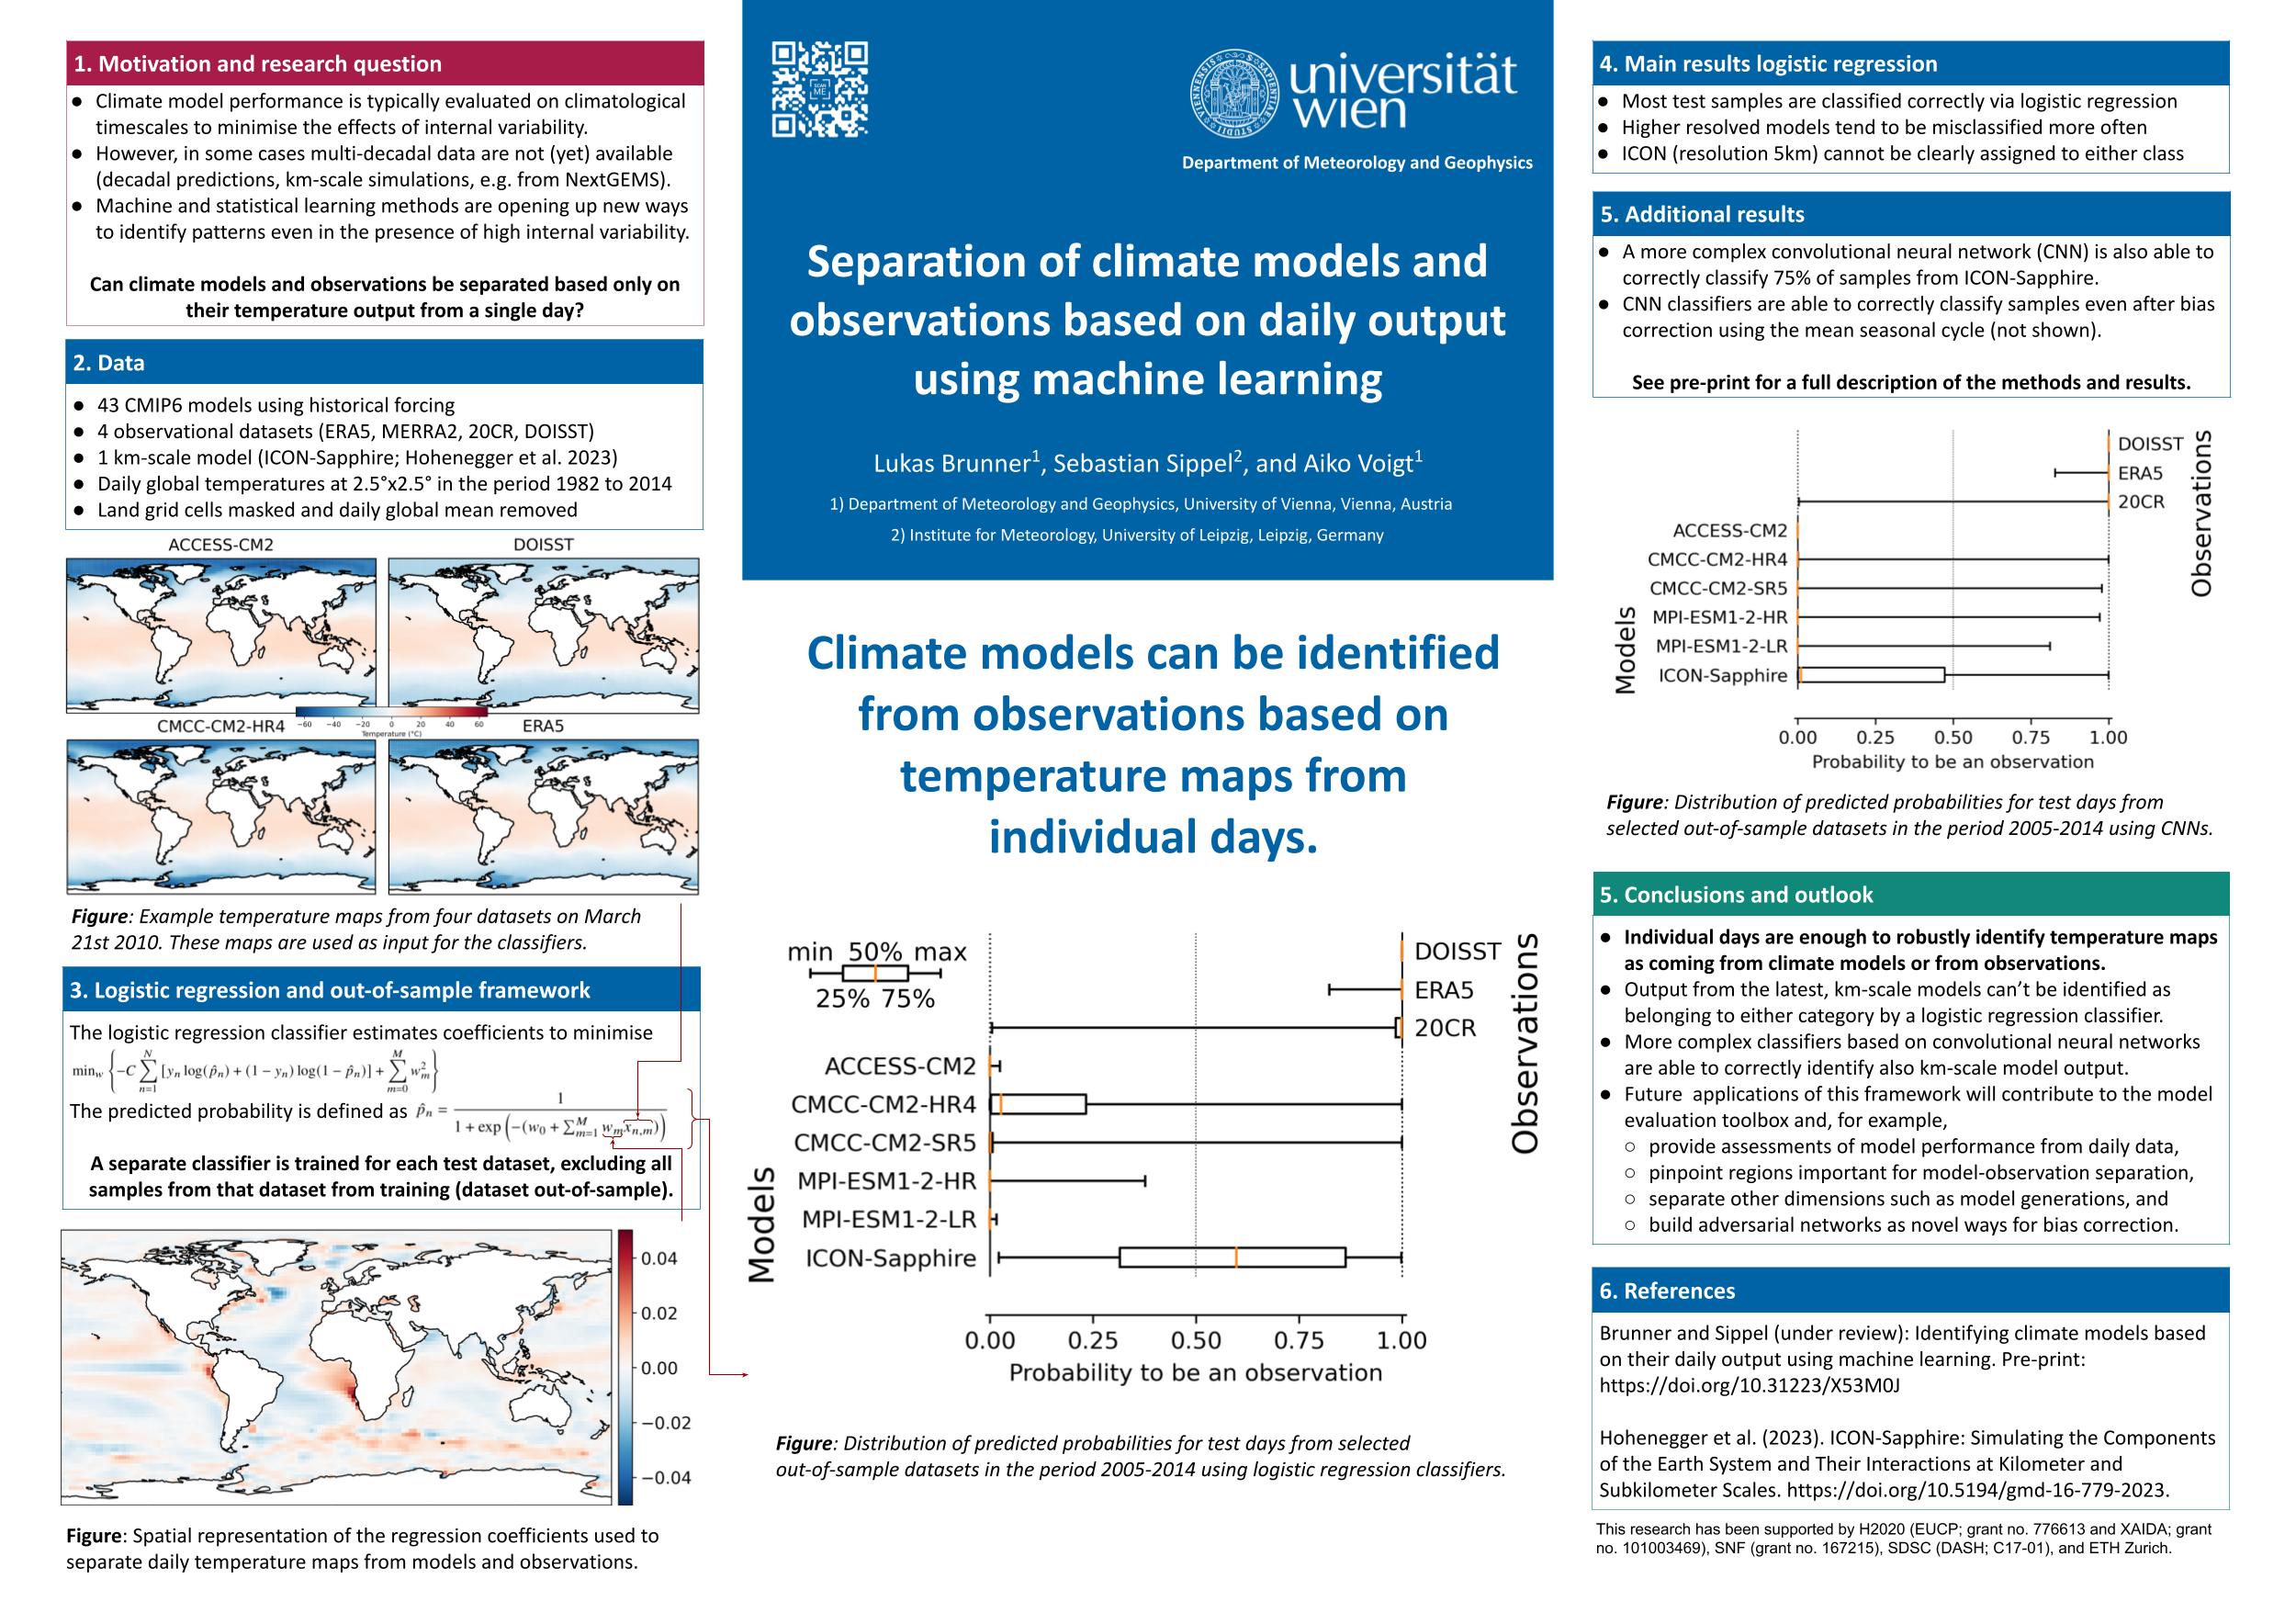 1. Motivation and research question
● Climate model performance is typically evaluated on climatological
timescales to minimise the effects of internal variability.
● However, in some cases multi-decadal data are not (yet) available
(decadal predictions, km-scale simulations, e.g. from NextGEMS).
● Machine and statistical learning methods are opening up new ways
to identify patterns even in the presence of high internal variability.
Can climate models and observations be separated based only on
their temperature output from a single day?
2. Data
● 43 CMIP6 models using historical forcing
● 4 observational datasets (ERA5, MERRA2, 20CR, DOISST)
● 1 km-scale model (ICON-Sapphire; Hohenegger et al. 2023)
● Daily global temperatures at 2.5°x2.5° in the period 1982 to 2014
● Land grid cells masked and daily global mean removed
ACCESS-CM2 DOISST
−60 −40 −20 0 20 40 60
Temperature (°C)
CMCC-CM2-HR4 ERA5
Figure: Example temperature maps from four datasets on March
21st 2010. These maps are used as input for the classifiers.
3. Logistic regression and out-of-sample framework
The logistic regression classifier estimates coefficients to minimise
min_w {−C ∑_{n=1}^{N} [y_n log(p̂_n) + (1 − y_n) log(1 − p̂_n)] + ∑_{m=0}^{M} w_m^2}
The predicted probability is defined as p̂_n = 1 / (1 + exp (−(w_0 + ∑_{m=1}^{M} w_m x_{n,m})))
A separate classifier is trained for each test dataset, excluding all
samples from that dataset from training (dataset out-of-sample).
0.04
0.02
0.00
−0.02
−0.04
Figure: Spatial representation of the regression coefficients used to
separate daily temperature maps from models and observations.
SCAN
ME
universität
wien
Department of Meteorology and Geophysics
Separation of climate models and
observations based on daily output
using machine learning
Lukas Brunner1, Sebastian Sippel2, and Aiko Voigt1
1) Department of Meteorology and Geophysics, University of Vienna, Vienna, Austria
2) Institute for Meteorology, University of Leipzig, Leipzig, Germany
Climate models can be identified
from observations based on
temperature maps from
individual days.
min 50% max
25% 75%
DOISST
ERA5
20CR
Observations
ACCESS-CM2
CMCC-CM2-HR4
CMCC-CM2-SR5
MPI-ESM1-2-HR
MPI-ESM1-2-LR
ICON-Sapphire
Models
0.00 0.25 0.50 0.75 1.00
Probability to be an observation
Figure: Distribution of predicted probabilities for test days from selected
out-of-sample datasets in the period 2005-2014 using logistic regression classifiers.
4. Main results logistic regression
● Most test samples are classified correctly via logistic regression
● Higher resolved models tend to be misclassified more often
● ICON (resolution 5km) cannot be clearly assigned to either class
5. Additional results
● A more complex convolutional neural network (CNN) is also able to
correctly classify 75% of samples from ICON-Sapphire.
● CNN classifiers are able to correctly classify samples even after bias
correction using the mean seasonal cycle (not shown).
See pre-print for a full description of the methods and results.
DOISST
ERA5
20CR
Observations
ACCESS-CM2
CMCC-CM2-HR4
CMCC-CM2-SR5
MPI-ESM1-2-HR
MPI-ESM1-2-LR
ICON-Sapphire
Models
0.00 0.25 0.50 0.75 1.00
Probability to be an observation
Figure: Distribution of predicted probabilities for test days from
selected out-of-sample datasets in the period 2005-2014 using CNNs.
5. Conclusions and outlook
● Individual days are enough to robustly identify temperature maps
as coming from climate models or from observations.
● Output from the latest, km-scale models can’t be identified as
belonging to either category by a logistic regression classifier.
● More complex classifiers based on convolutional neural networks
are able to correctly identify also km-scale model output.
● Future applications of this framework will contribute to the model
evaluation toolbox and, for example,
○ provide assessments of model performance from daily data,
○ pinpoint regions important for model-observation separation,
○ separate other dimensions such as model generations, and
○ build adversarial networks as novel ways for bias correction.
6. References
Brunner and Sippel (under review): Identifying climate models based
on their daily output using machine learning. Pre-print:
https://doi.org/10.31223/X53M0J
Hohenegger et al. (2023). ICON-Sapphire: Simulating the Components
of the Earth System and Their Interactions at Kilometer and
Subkilometer Scales. https://doi.org/10.5194/gmd-16-779-2023.
This research has been supported by H2020 (EUCP; grant no. 776613 and XAIDA; grant
no. 101003469), SNF (grant no. 167215), SDSC (DASH; C17-01), and ETH Zurich.